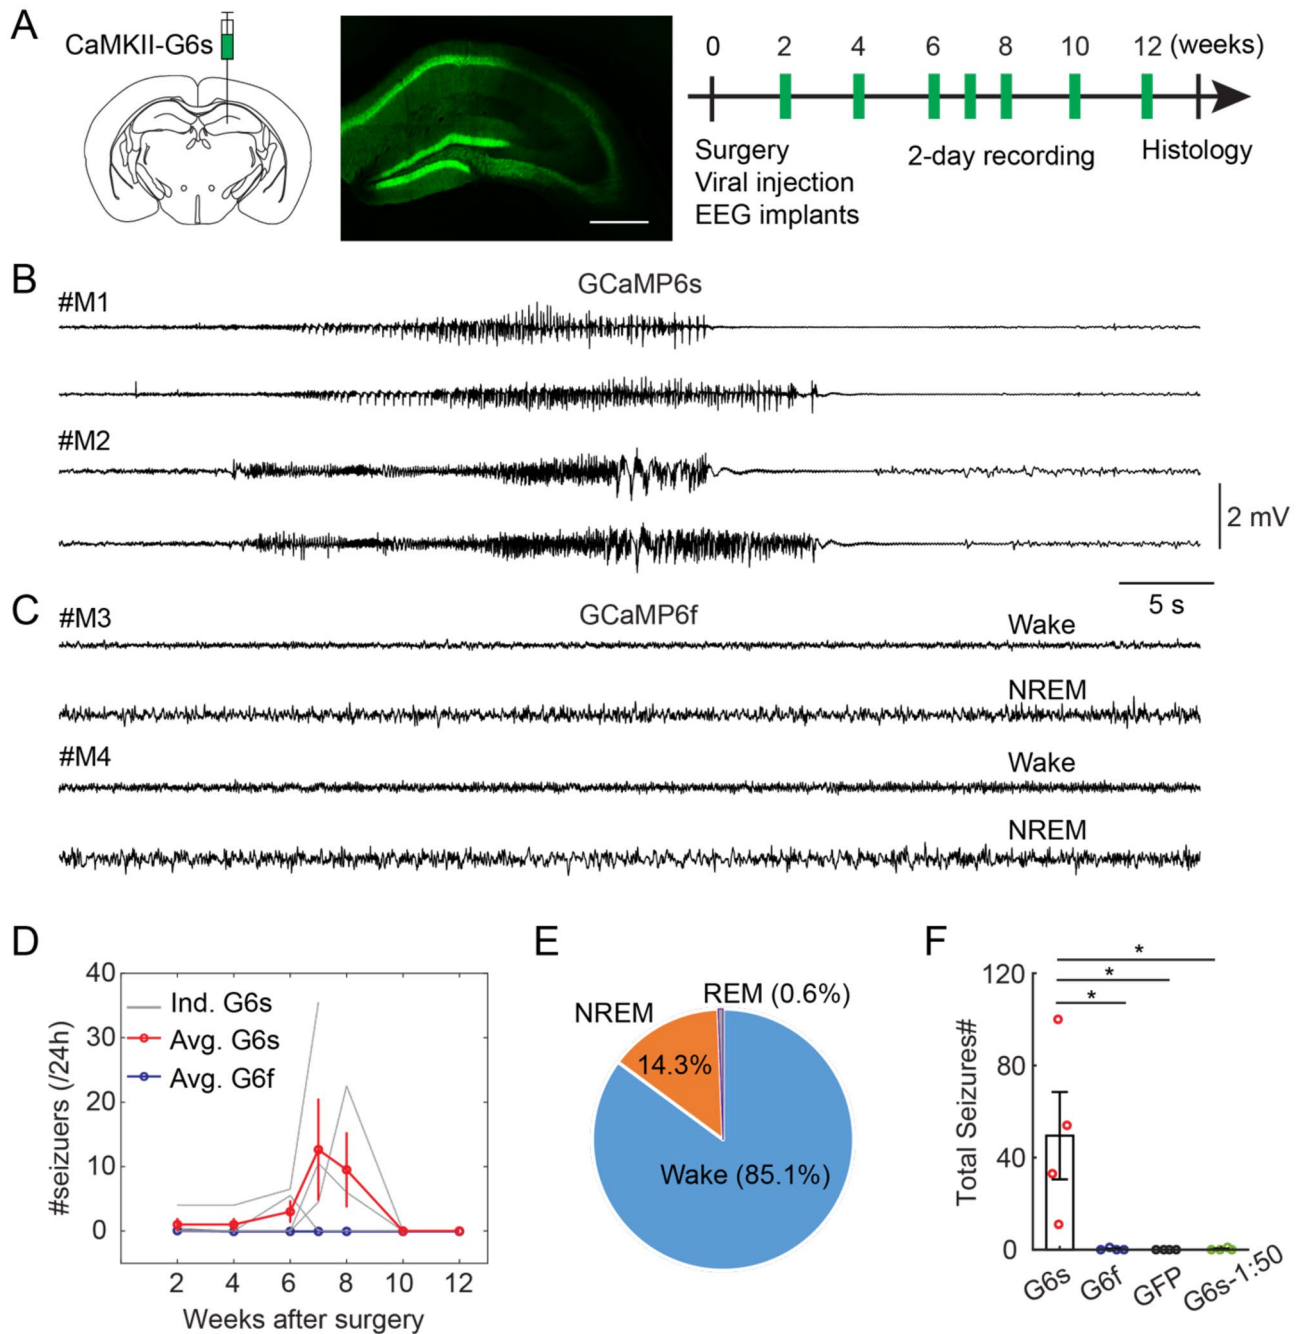 A
CaMKII-G6s
0 2 4 6 8 10 12 (weeks)
Surgery
Viral injection
EEG implants
2-day recording
Histology
B
GCaMP6s
#M1
#M2
2 mV
5 s
C
GCaMP6f
#M3
Wake
NREM
#M4
Wake
NREM
D
#seizuers (/24h)
40
30
20
10
0
Ind. G6s
Avg. G6s
Avg. G6f
2 4 6 8 10 12
Weeks after surgery
E
NREM
REM (0.6%)
14.3%
Wake (85.1%)
F
Total Seizures#
120
80
40
0
*
*
*
G6s G6f GFP G6s-1:50